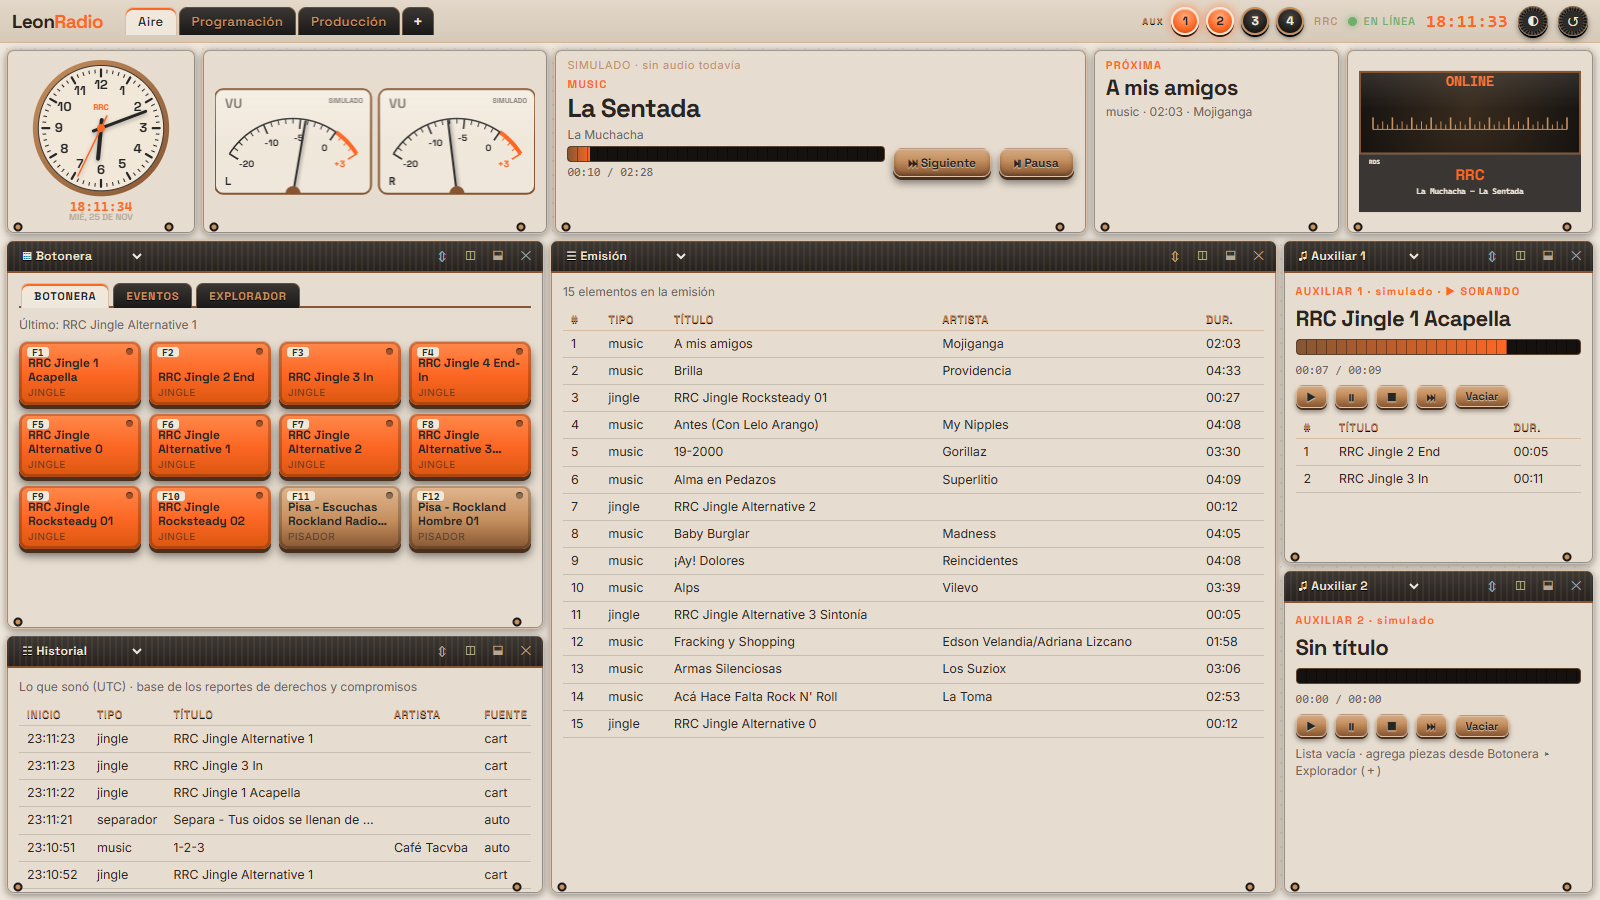 LeonRadio Aire Programación Producción + AUX 1 2 3 4 RRC EN LÍNEA 18:11:33
12 1 2 3 4 5 6 7 8 9 10 11
RRC
18:11:34
MIÉ, 25 DE NOV
VU SIMULADO
-20 -10 -5 0 +3
L
VU SIMULADO
-20 -10 -5 0 +3
R
SIMULADO · sin audio todavía
MUSIC
La Sentada
La Muchacha
00:10 / 02:28
Siguiente
Pausa
PRÓXIMA
A mis amigos
music · 02:03 · Mojiganga
ONLINE
RDS
RRC
La Muchacha - La Sentada
Botonera
BOTONERA EVENTOS EXPLORADOR
Último: RRC Jingle Alternative 1
F1
RRC Jingle 1
Acapella
JINGLE
F2
RRC Jingle 2 End
JINGLE
F3
RRC Jingle 3 In
JINGLE
F4
RRC Jingle 4 End-
In
JINGLE
F5
RRC Jingle
Alternative 0
JINGLE
F6
RRC Jingle
Alternative 1
JINGLE
F7
RRC Jingle
Alternative 2
JINGLE
F8
RRC Jingle
Alternative 3...
JINGLE
F9
RRC Jingle
Rocksteady 01
JINGLE
F10
RRC Jingle
Rocksteady 02
JINGLE
F11
Pisa - Escuchas
Rockland Radio...
PISADOR
F12
Pisa - Rockland
Hombre 01
PISADOR
Historial
Lo que sonó (UTC) · base de los reportes de derechos y compromisos
INICIO TIPO TÍTULO ARTISTA FUENTE
23:11:23 jingle RRC Jingle Alternative 1 cart
23:11:23 jingle RRC Jingle 3 In cart
23:11:22 jingle RRC Jingle 1 Acapella cart
23:11:21 separador Separa - Tus oidos se llenan de ... auto
23:10:51 music 1-2-3 Café Tacvba auto
23:10:52 jingle RRC Jingle Alternative 1 cart
Emisión
15 elementos en la emisión
# TIPO TÍTULO ARTISTA DUR.
1 music A mis amigos Mojiganga 02:03
2 music Brilla Providencia 04:33
3 jingle RRC Jingle Rocksteady 01 00:27
4 music Antes (Con Lelo Arango) My Nipples 04:08
5 music 19-2000 Gorillaz 03:30
6 music Alma en Pedazos Superlitio 04:09
7 jingle RRC Jingle Alternative 2 00:12
8 music Baby Burglar Madness 04:05
9 music ¡Ay! Dolores Reincidentes 04:08
10 music Alps Vilevo 03:39
11 jingle RRC Jingle Alternative 3 Sintonía 00:05
12 music Fracking y Shopping Edson Velandia/Adriana Lizcano 01:58
13 music Armas Silenciosas Los Suziox 03:06
14 music Acá Hace Falta Rock N' Roll La Toma 02:53
15 jingle RRC Jingle Alternative 0 00:12
Auxiliar 1
AUXILIAR 1 · simulado · ▶ SONANDO
RRC Jingle 1 Acapella
00:07 / 00:09
Vaciar
# TÍTULO DUR.
1 RRC Jingle 2 End 00:05
2 RRC Jingle 3 In 00:11
Auxiliar 2
AUXILIAR 2 · simulado
Sin título
00:00 / 00:00
Vaciar
Lista vacía · agrega piezas desde Botonera ▸
Explorador (+)